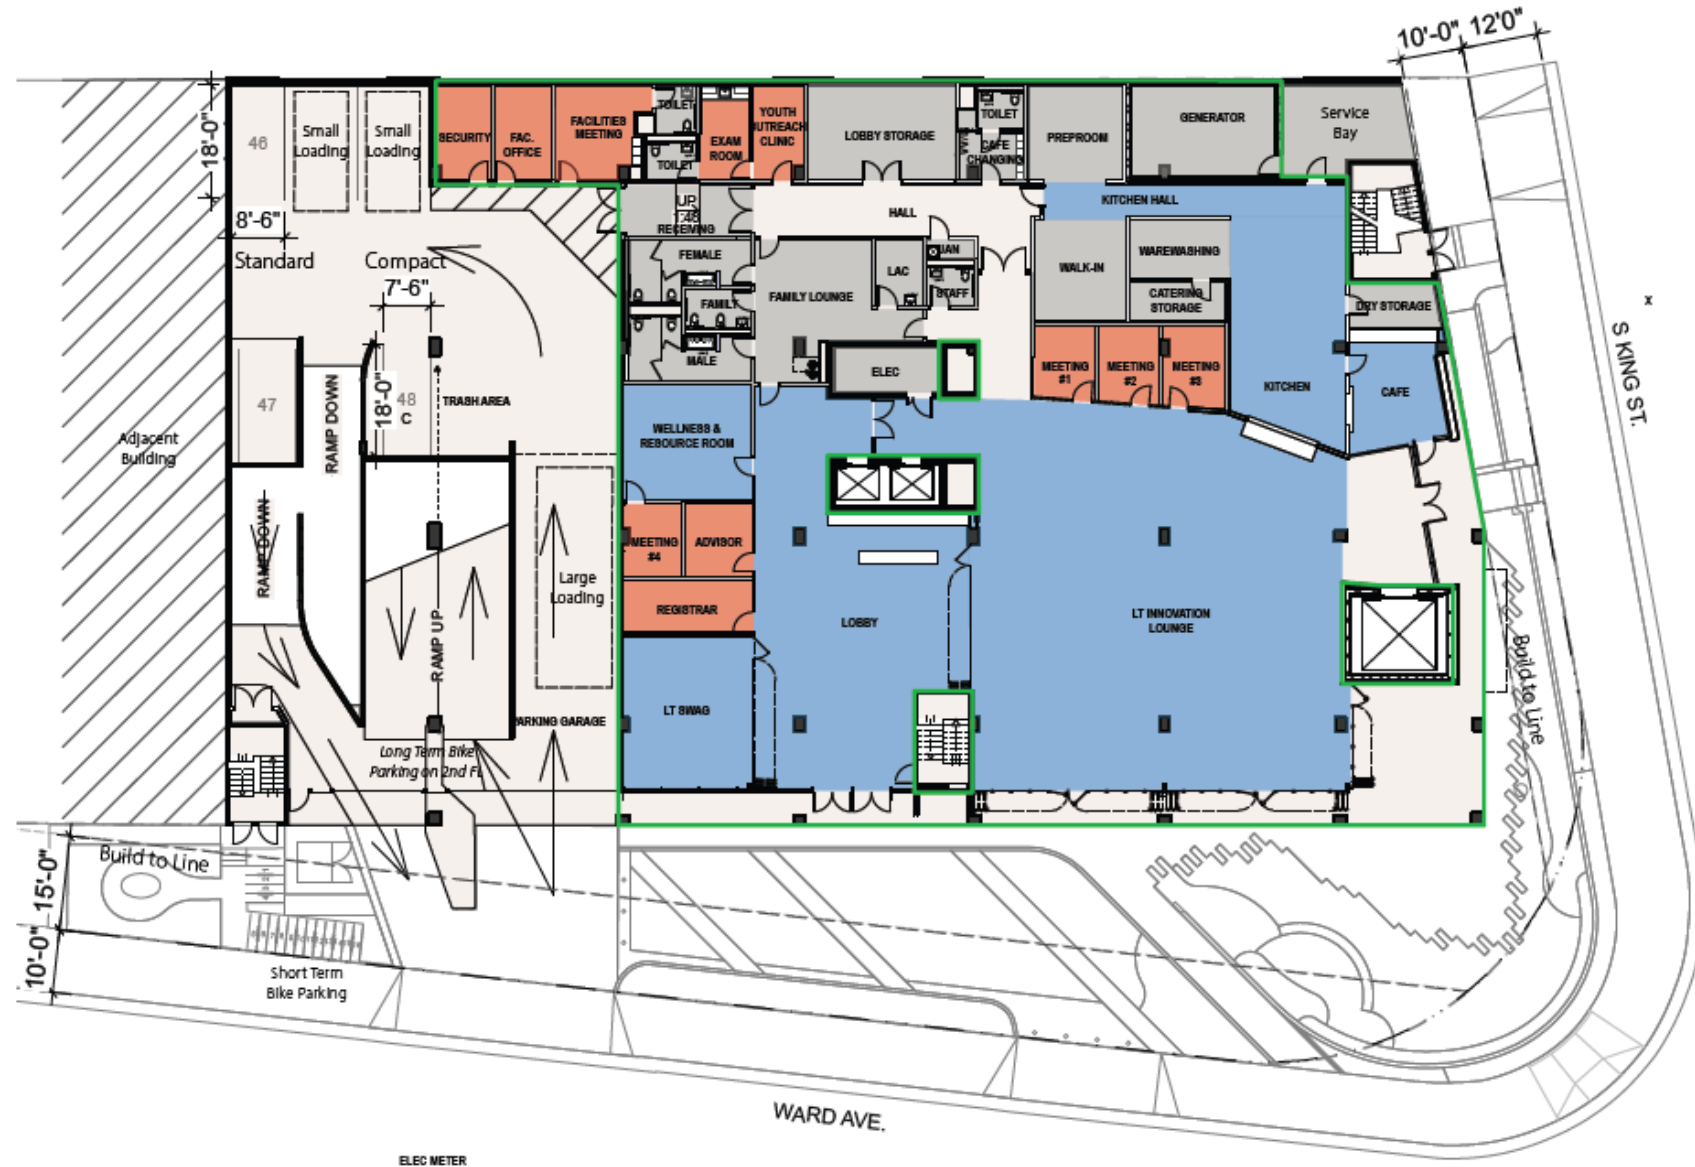 10'-0" 12'0"
18'-0"
46
Small
Loading
Small
Loading
SECURITY
FAC.
OFFICE
FACILITIES
MEETING
TOILET
TOILET
EXAM
ROOM
YOUTH
OUTREACH
CLINIC
LOBBY STORAGE
TOILET
CAFE
CHANGING
PREPROOM
GENERATOR
Service
Bay
8'-6"
Standard
Compact
7'-6"
UP
1:48
RECEIVING
HALL
KITCHEN HALL
FEMALE
FAMILY
MALE
FAMILY LOUNGE
LAC
JAN
STAFF
WALK-IN
WAREWASHING
CATERING
STORAGE
DRY STORAGE
x
S KING ST.
47
RAMP DOWN
18'-0"
48
C
TRASH AREA
ELEC
MEETING
#1
MEETING
#2
MEETING
#3
KITCHEN
CAFE
Adjacent
Building
WELLNESS &
RESOURCE ROOM
RAMP DOWN
MEETING
#4
ADVISOR
Large
Loading
REGISTRAR
RAMP UP
LOBBY
LT INNOVATION
LOUNGE
Build to Line
LT SWAG
PARKING GARAGE
Long Term Bike
Parking on 2nd FL
Build to Line
15'-0"
10'-0"
Short Term
Bike Parking
WARD AVE.
ELEC METER